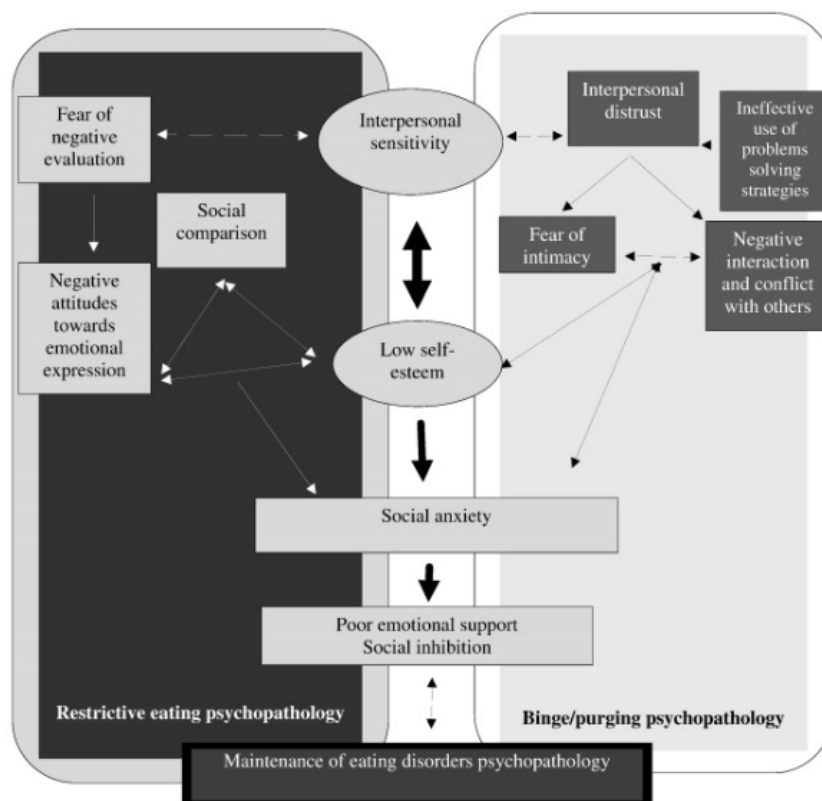 Fear of
negative
evaluation
Interpersonal
sensitivity
Interpersonal
distrust
Ineffective
use of
problems
solving
strategies
Social
comparison
Fear of
intimacy
Negative
interaction
and conflict
with others
Negative
attitudes
towards
emotional
expression
Low self-
esteem
Social anxiety
Poor emotional support
Social inhibition
Restrictive eating psychopathology
Binge/purging psychopathology
Maintenance of eating disorders psychopathology